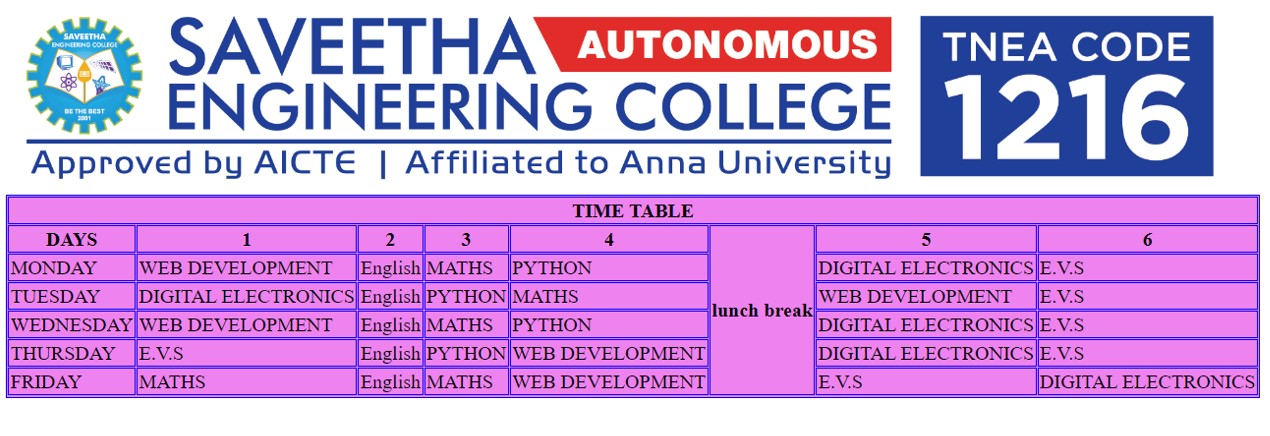 SAVEETHA
ENGINEERING COLLEGE
BE THE BEST
2001
SAVEETHA AUTONOMOUS
ENGINEERING COLLEGE
Approved by AICTE | Affiliated to Anna University
TNEA CODE
1216
TIME TABLE
DAYS 1 2 3 4 lunch break 5 6
MONDAY WEB DEVELOPMENT English MATHS PYTHON DIGITAL ELECTRONICS E.V.S
TUESDAY DIGITAL ELECTRONICS English PYTHON MATHS WEB DEVELOPMENT E.V.S
WEDNESDAY WEB DEVELOPMENT English MATHS PYTHON DIGITAL ELECTRONICS E.V.S
THURSDAY E.V.S English PYTHON WEB DEVELOPMENT DIGITAL ELECTRONICS E.V.S
FRIDAY MATHS English MATHS WEB DEVELOPMENT E.V.S DIGITAL ELECTRONICS